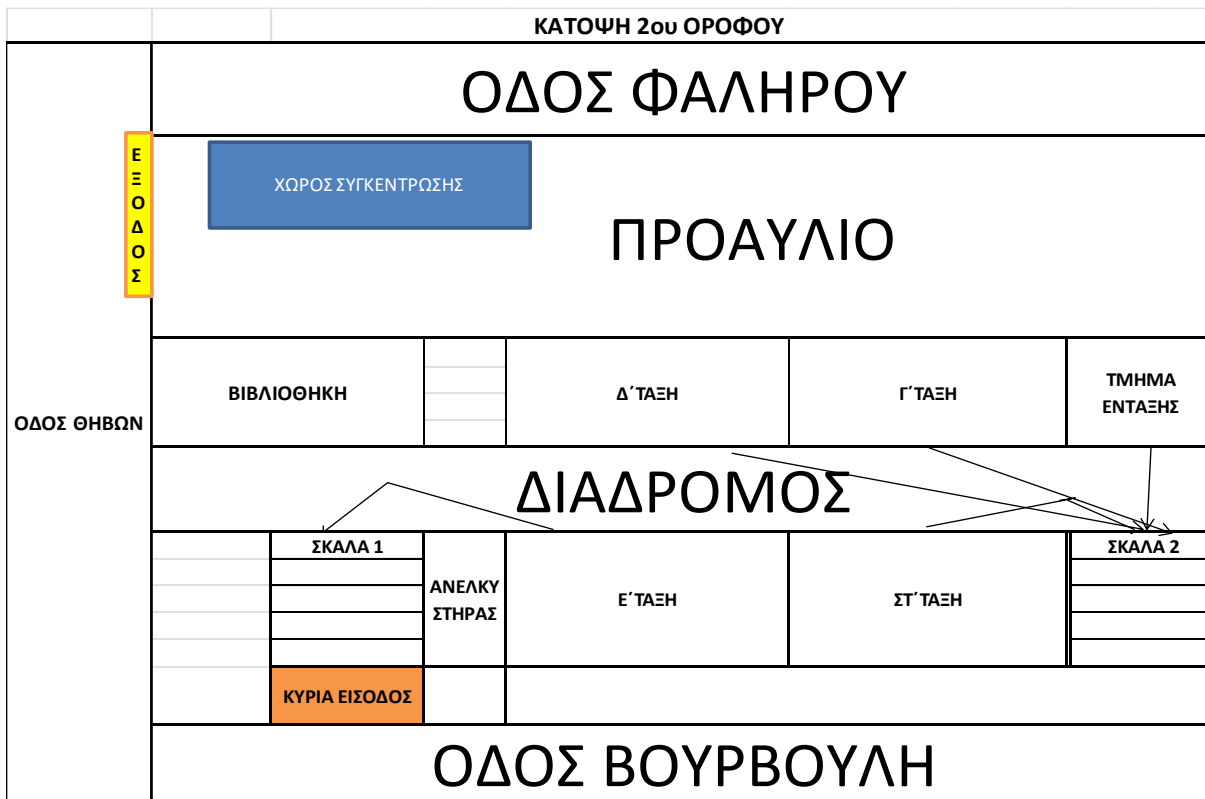 ΚΑΤΟΨΗ 2ου ΟΡΟΦΟΥ
ΟΔΟΣ ΦΑΛΗΡΟΥ
ΕΞΟΔΟΣ
ΧΩΡΟΣ ΣΥΓΚΕΝΤΡΩΣΗΣ
ΠΡΟΑΥΛΙΟ
ΟΔΟΣ ΘΗΒΩΝ
ΒΙΒΛΙΟΘΗΚΗ
Δ΄ΤΑΞΗ
Γ΄ΤΑΞΗ
ΤΜΗΜΑ
ΕΝΤΑΞΗΣ
ΔΙΑΔΡΟΜΟΣ
ΣΚΑΛΑ 1
ΑΝΕΛΚΥ
ΣΤΗΡΑΣ
Ε΄ΤΑΞΗ
ΣΤ΄ΤΑΞΗ
ΣΚΑΛΑ 2
ΚΥΡΙΑ ΕΙΣΟΔΟΣ
ΟΔΟΣ ΒΟΥΡΒΟΥΛΗ